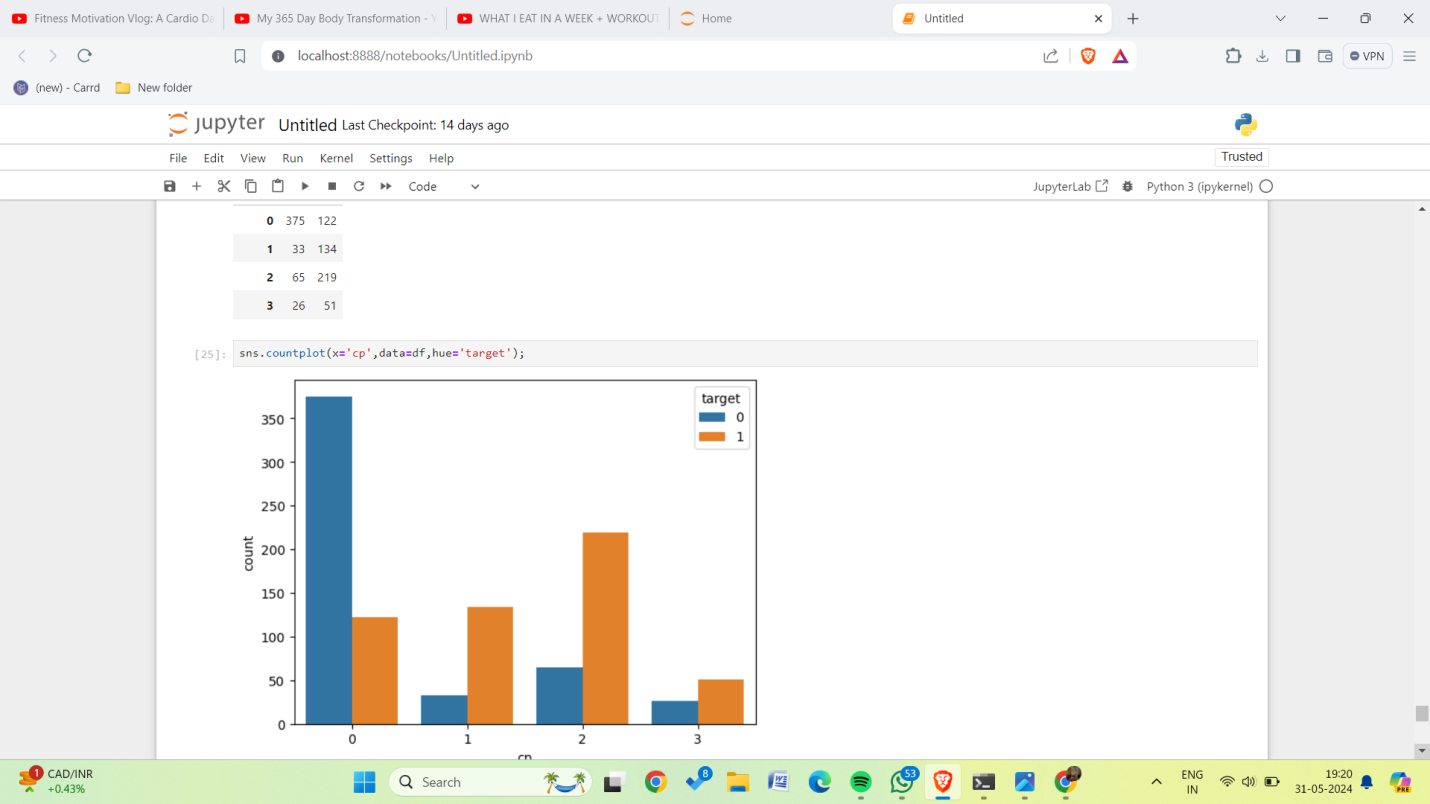 Fitness Motivation Vlog: A Cardio Da
My 365 Day Body Transformation - Y
WHAT I EAT IN A WEEK + WORKOUT
Home
Untitled
localhost:8888/notebooks/Untitled.ipynb
VPN
(new) - Carrd
New folder
jupyter Untitled Last Checkpoint: 14 days ago
File Edit View Run Kernel Settings Help
Trusted
Code
JupyterLab
Python 3 (ipykernel)
0 375 122
1 33 134
2 65 219
3 26 51
[25]: sns.countplot(x='cp',data=df,hue='target');
target
0
1
350
300
250
200
150
100
50
0
count
0 1 2 3
cp
1
CAD/INR
+0.43%
Search
8
53
ENG
IN
19:20
31-05-2024
PRE